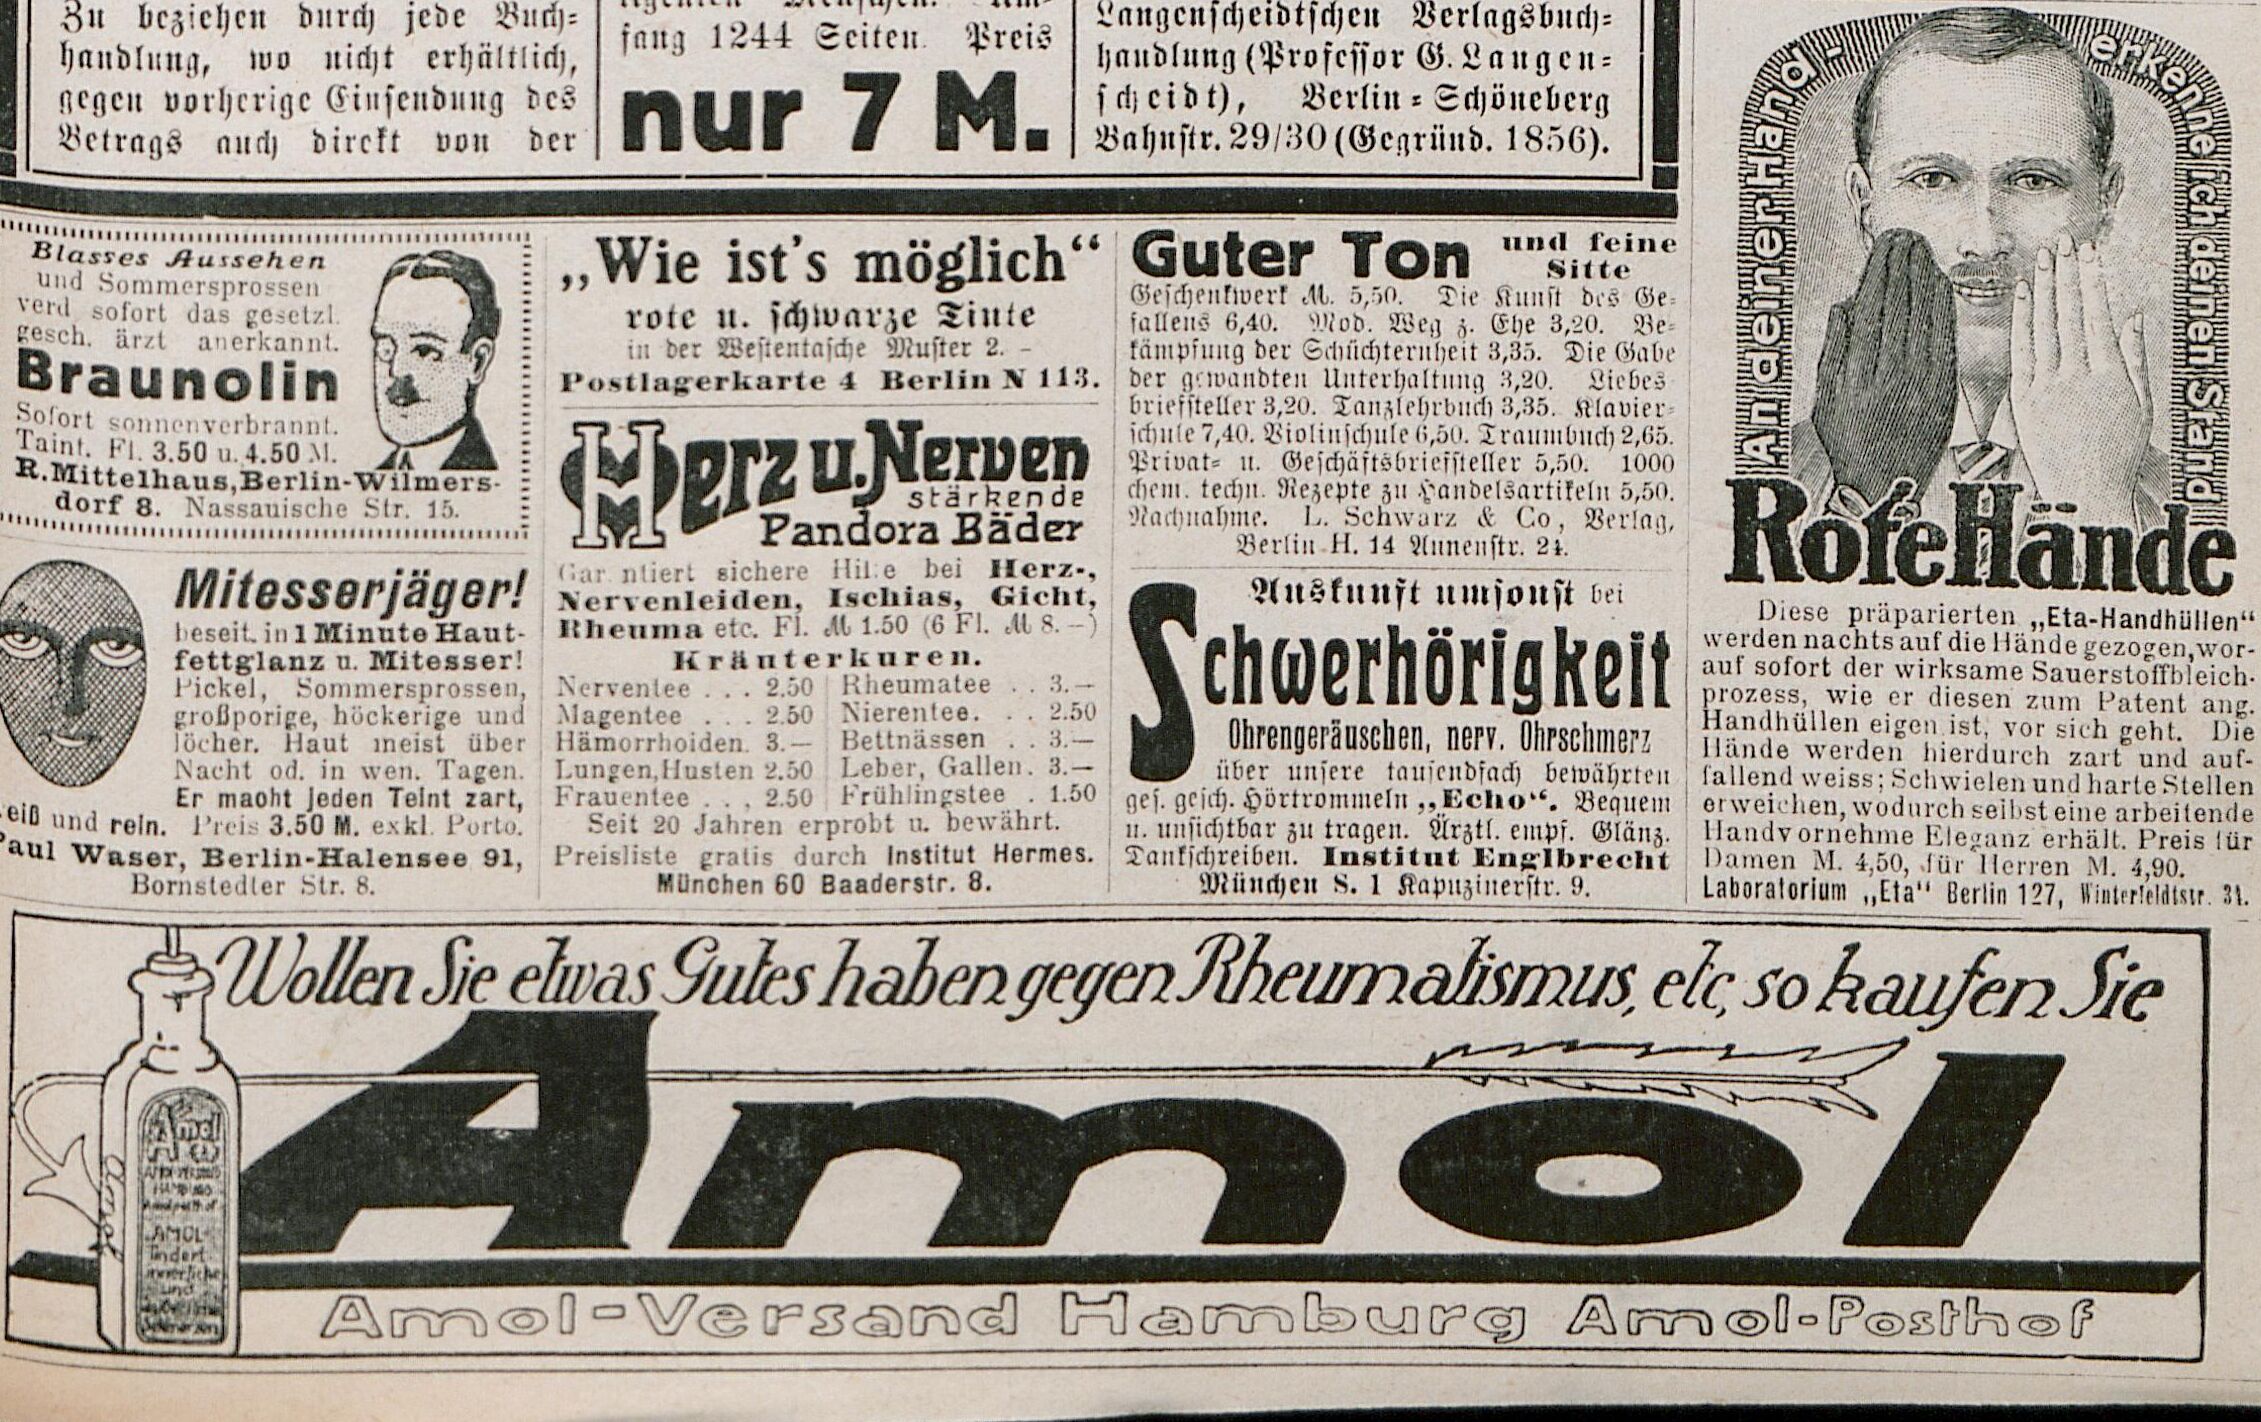 Zu beziehen durch jede Buch-
handlung, wo nicht erhältlich,
gegen vorherige Einsendung des
Betrags auch direkt von der
fang 1244 Seiten. Preis
nur 7 M.
Langenscheidtschen Verlagsbuch-
handlung (Professor G. Langen-
scheidt), Berlin-Schöneberg
Bahnstr. 29/30 (Gegründ. 1856).
Blasses Aussehen
und Sommersprossen
verd sofort das gesetzl.
gesch. ärzt anerkannt.
Braunolin
Sofort sonnenverbrannt.
Taint. Fl. 3.50 u. 4.50 M.
R. Mittelhaus, Berlin-Wilmers-
dorf 8. Nassauische Str. 15.
Mitesserjäger!
beseit. in 1 Minute Haut-
fettglanz u. Mitesser!
Pickel, Sommersprossen,
großporige, höckerige und
löcher. Haut meist über
Nacht od. in wen. Tagen.
Er macht jeden Teint zart,
eiß und rein. Preis 3.50 M. exkl. Porto.
Paul Waser, Berlin-Halensee 91,
Bornstedter Str. 8.
„Wie ist's möglich“
rote u. schwarze Tinte
in der Westentasche Muster 2. -
Postlagerkarte 4 Berlin N 113.
Herz u. Nerven
stärkende
Pandora Bäder
Garantiert sichere Hilfe bei Herz-,
Nervenleiden, Ischias, Gicht,
Rheuma etc. Fl. M 1.50 (6 Fl. M 8.—)
Kräuterkuren.
Nerventee . . . 2.50 Rheumatee . . 3.—
Magentee . . . 2.50 Nierentee. . . 2.50
Hämorrhoiden. 3.— Bettnässen . . 3.—
Lungen, Husten 2.50 Leber, Gallen. 3.—
Frauentee . . . 2.50 Frühlingstee . 1.50
Seit 20 Jahren erprobt u. bewährt.
Preisliste gratis durch Institut Hermes.
München 60 Baaderstr. 8.
Guter Ton und feine
Sitte
Geschenkwerk M. 5,50. Die Kunst des Ge-
fallens 6,40. Mod. Weg z. Ehe 3,20. Be-
kämpfung der Schüchternheit 3,35. Die Gabe
der gewandten Unterhaltung 3,20. Liebes
briefsteller 3,20. Tanzlehrbuch 3,35. Klavier-
schule 7,40. Violinschule 6,50. Traumbuch 2,65.
Privat- u. Geschäftsbriefsteller 5,50. 1000
chem. techn. Rezepte zu Handelsartikeln 5,50.
Nachnahme. L. Schwarz & Co, Verlag,
Berlin H. 14 Annenstr. 24.
Auskunft umsonst bei
Schwerhörigkeit
Ohrengeräuschen, nerv. Ohrschmerz
über unsere tausendfach bewährten
ges. gesch. Hörtrommeln „Echo“. Bequem
u. unsichtbar zu tragen. Ärztl. empf. Glänz.
Dankschreiben. Institut Englbrecht
München S. 1 Kapuzinerstr. 9.
An deiner Hand - erkenne ich deinen Stand
Rote Hände
Diese präparierten „Eta-Handhüllen“
werden nachts auf die Hände gezogen, wor-
auf sofort der wirksame Sauerstoffbleich-
prozess, wie er diesen zum Patent ang.
Handhüllen eigen ist, vor sich geht. Die
Hände werden hierdurch zart und auf-
fallend weiss; Schwielen und harte Stellen
erweichen, wodurch selbst eine arbeitende
Hand vornehme Eleganz erhält. Preis für
Damen M. 4,50, für Herren M. 4,90.
Laboratorium „Eta“ Berlin 127, Winterfeldtstr. 34.
Wollen Sie etwas Gutes haben gegen Rheumatismus, etc, so kaufen Sie
Amol
Amol
Amol
AMOL
lindert
Amol-Versand Hamburg Amol-Posthof